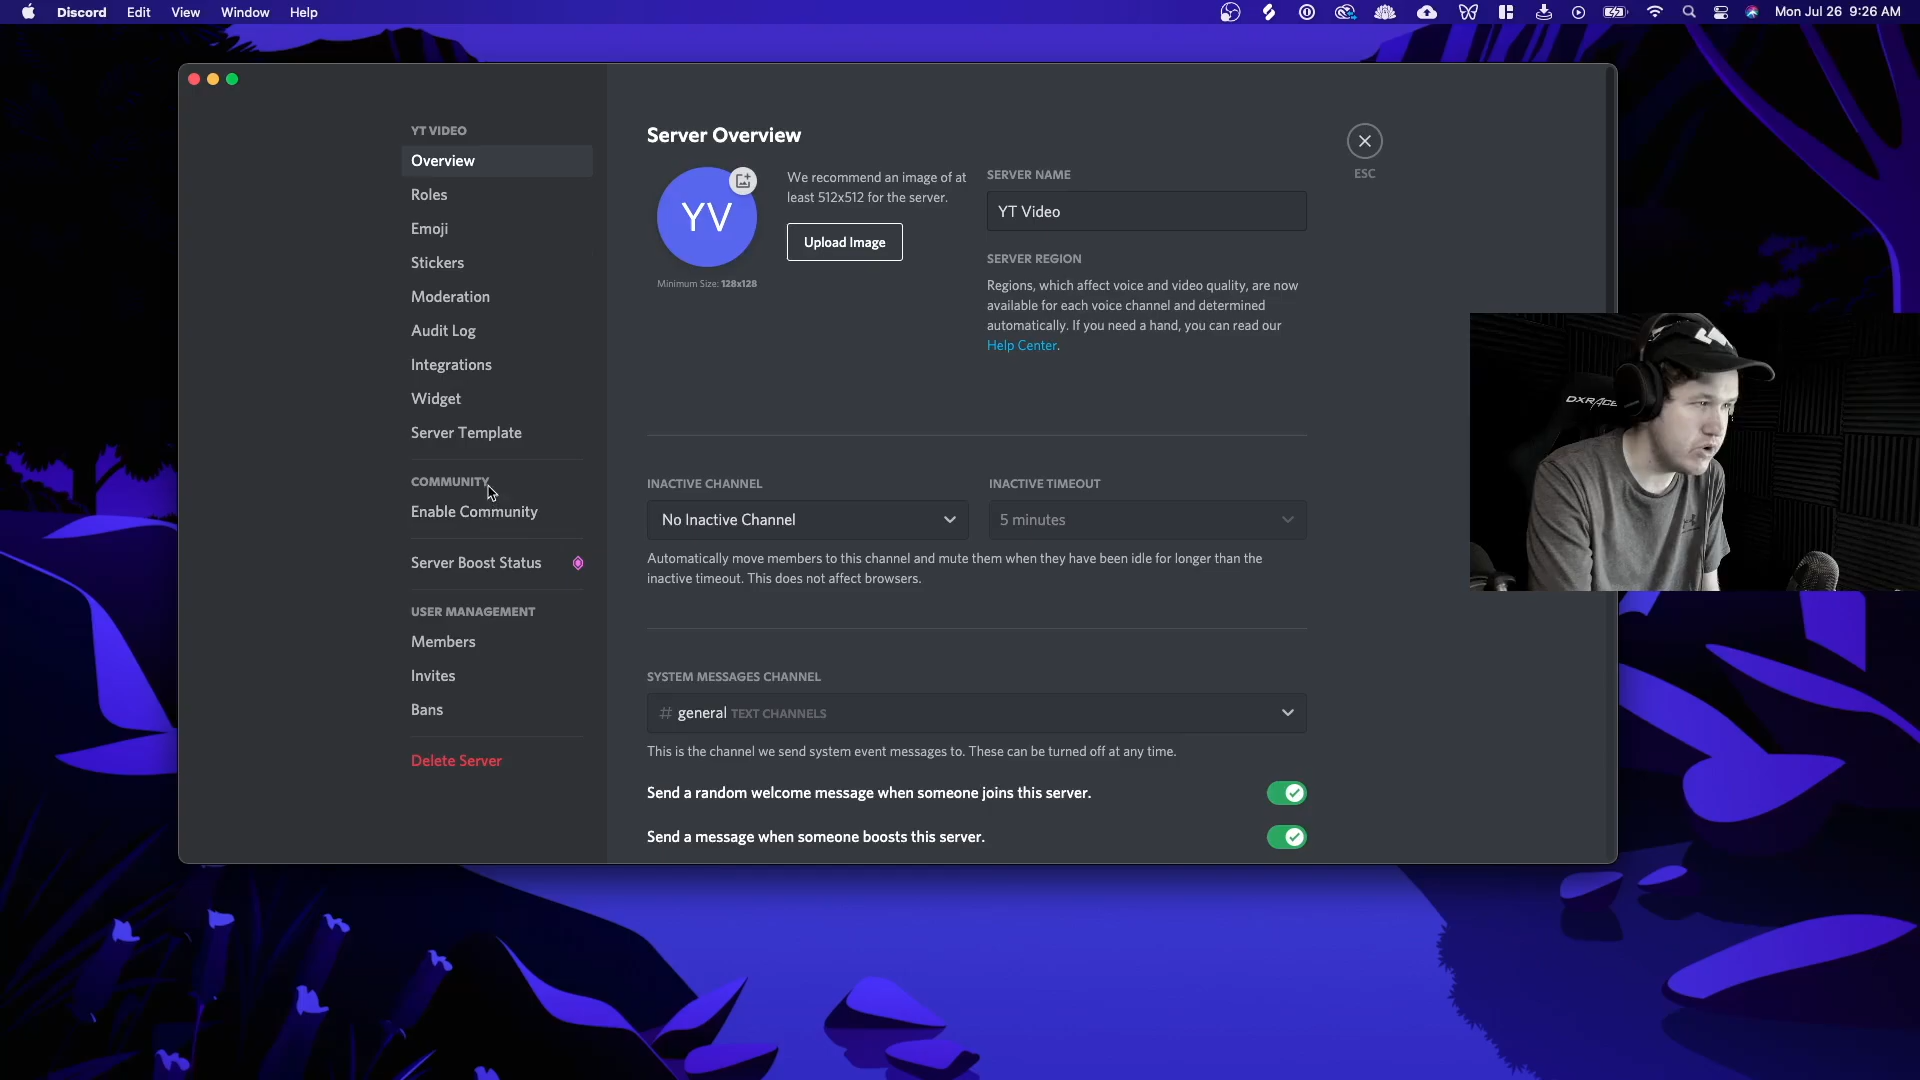 Discord Edit View Window Help
Mon Jul 26 9:26 AM
YT VIDEO
Overview
Roles
Emoji
Stickers
Moderation
Audit Log
Integrations
Widget
Server Template
COMMUNITY
Enable Community
Server Boost Status
USER MANAGEMENT
Members
Invites
Bans
Delete Server
Server Overview
YV
Minimum Size: 128x128
We recommend an image of at
least 512x512 for the server.
Upload Image
SERVER NAME
YT Video
SERVER REGION
Regions, which affect voice and video quality, are now
available for each voice channel and determined
automatically. If you need a hand, you can read our
Help Center.
ESC
INACTIVE CHANNEL
No Inactive Channel
INACTIVE TIMEOUT
5 minutes
Automatically move members to this channel and mute them when they have been idle for longer than the
inactive timeout. This does not affect browsers.
SYSTEM MESSAGES CHANNEL
# general TEXT CHANNELS
This is the channel we send system event messages to. These can be turned off at any time.
Send a random welcome message when someone joins this server.
Send a message when someone boosts this server.
DXRACE